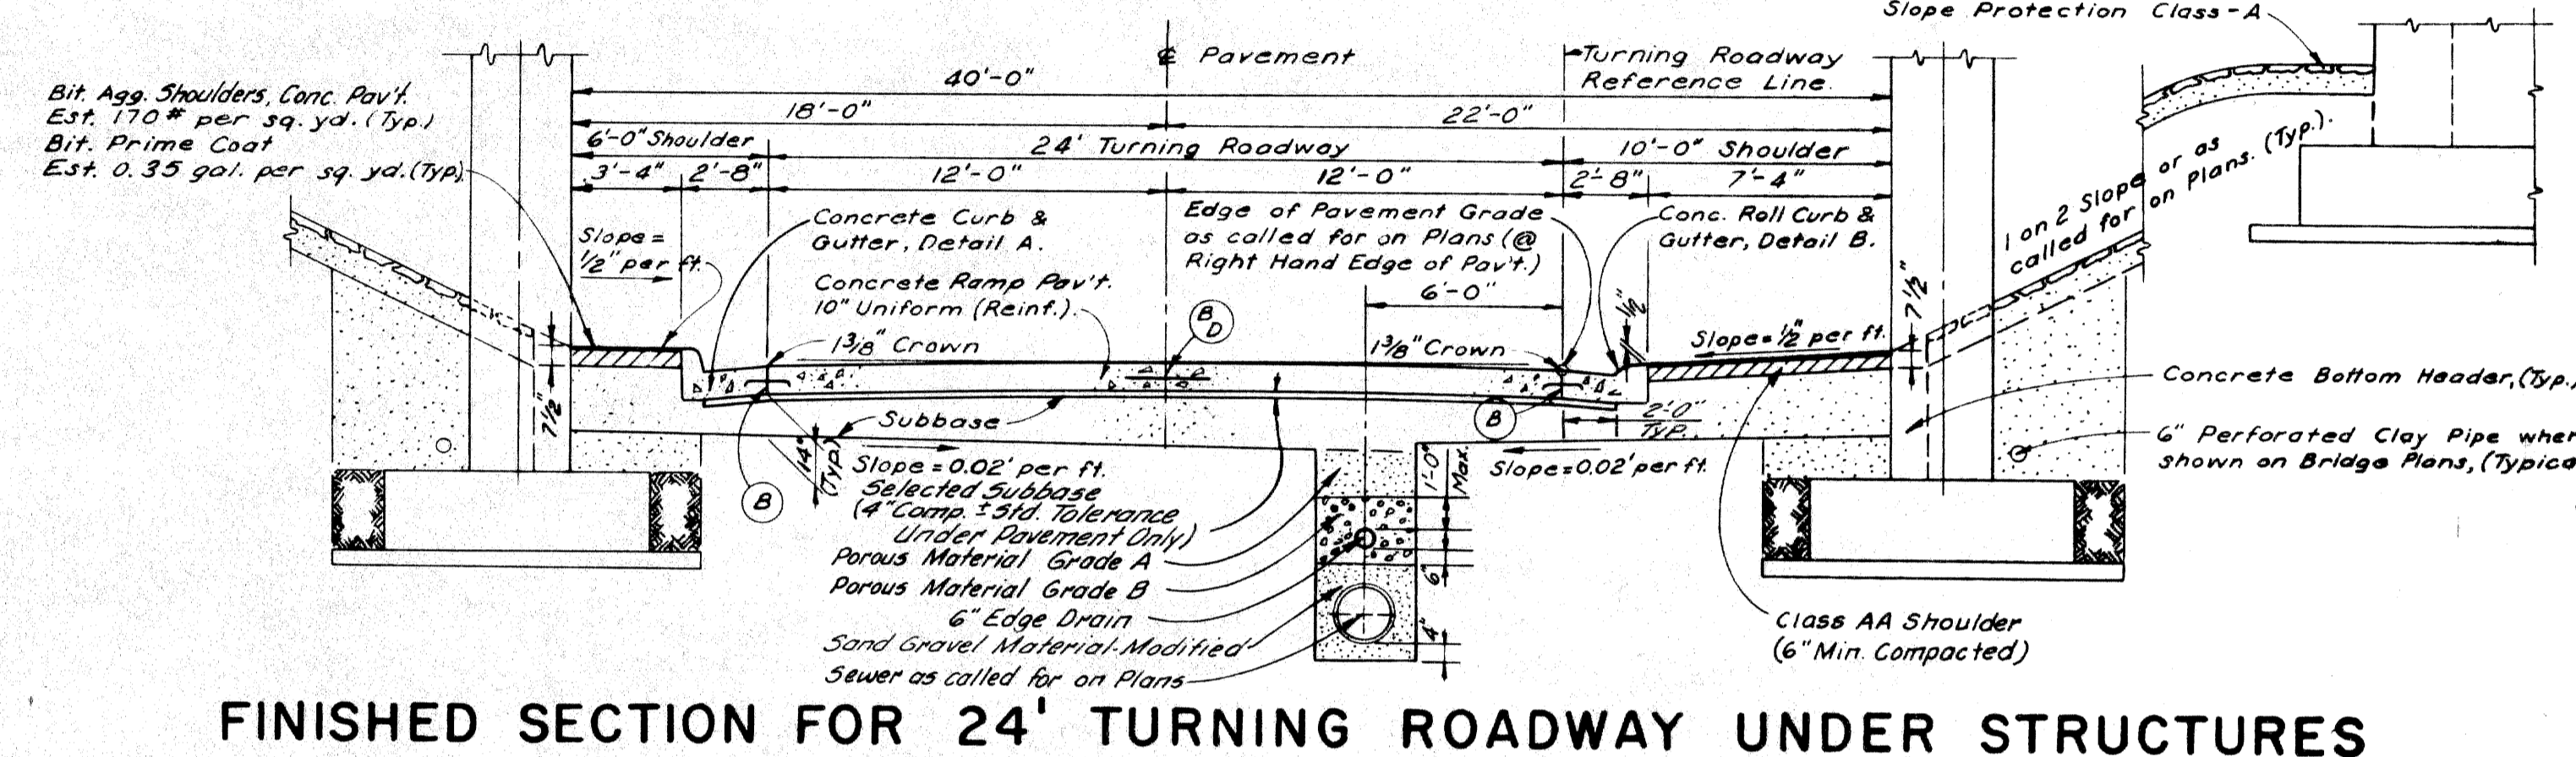 Slope Protection Class-A
℄ Pavement
Turning Roadway
Reference Line.
40'-0"
18'-0"
22'-0"
Bit. Agg. Shoulders, Conc. Pav't.
Est. 170# per sq. yd. (Typ.)
Bit. Prime Coat
Est. 0.35 gal. per sq. yd. (Typ.)
6'-0" Shoulder
24' Turning Roadway
10'-0" Shoulder
3'-4"
2'-8"
12'-0"
12'-0"
2'-8"
7'-4"
1 on 2 Slope or as
called for on Plans. (Typ.).
Slope =
1/2" per ft.
Concrete Curb &
Gutter, Detail A.
Edge of Pavement Grade
as called for on Plans (@
Right Hand Edge of Pav't.)
Conc. Roll Curb &
Gutter, Detail B.
Concrete Ramp Pav't.
10" Uniform (Reinf.).
6'-0"
1 1/2"
7 1/2"
B
D
1 3/8" Crown
1 3/8" Crown
Slope = 1/2" per ft.
7 1/2"
Concrete Bottom Header, (Typ.)
Subbase
B
2'-0"
TYP.
14"
(Typ.)
B
Slope = 0.02' per ft.
Slope = 0.02' per ft.
1'-0"
Max.
6" Perforated Clay Pipe wher
shown on Bridge Plans, (Typica
Selected Subbase
(4" Comp. ± Std. Tolerance
Under Pavement Only)
Porous Material Grade A
Porous Material Grade B
6" Edge Drain
Sand Gravel Material-Modified
Sewer as called for on Plans
6"
4"
Class AA Shoulder
(6" Min. Compacted)
FINISHED SECTION FOR 24' TURNING ROADWAY UNDER STRUCTURES